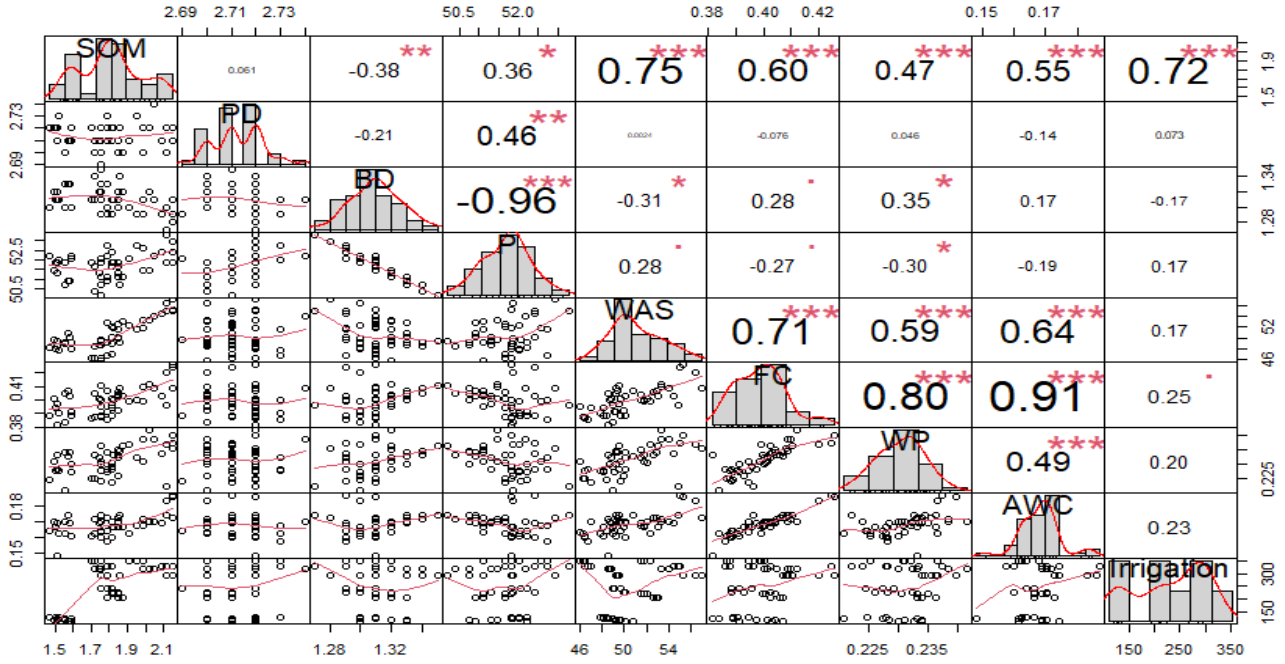 2.69 2.71 2.73 50.5 52.0 0.38 0.40 0.42 0.15 0.17
SOM 0.061 -0.38 ** 0.36 * 0.75 *** 0.60 *** 0.47 *** 0.55 *** 0.72 *** 1.5 1.9
2.69 2.73 PD -0.21 0.46 ** 0.0024 -0.076 0.046 -0.14 0.073
BD -0.96 *** -0.31 * 0.28 . 0.35 * 0.17 -0.17 1.28 1.34
50.5 52.5 P 0.28 . -0.27 . -0.30 * -0.19 0.17
WAS 0.71 *** 0.59 *** 0.64 *** 0.17 46 52
0.38 0.41 FC 0.80 *** 0.91 *** 0.25 .
WP 0.49 *** 0.20 0.225
0.15 0.18 AWC 0.23
Irrigation 150 300
1.5 1.7 1.9 2.1 1.28 1.32 46 50 54 0.225 0.235 150 250 350